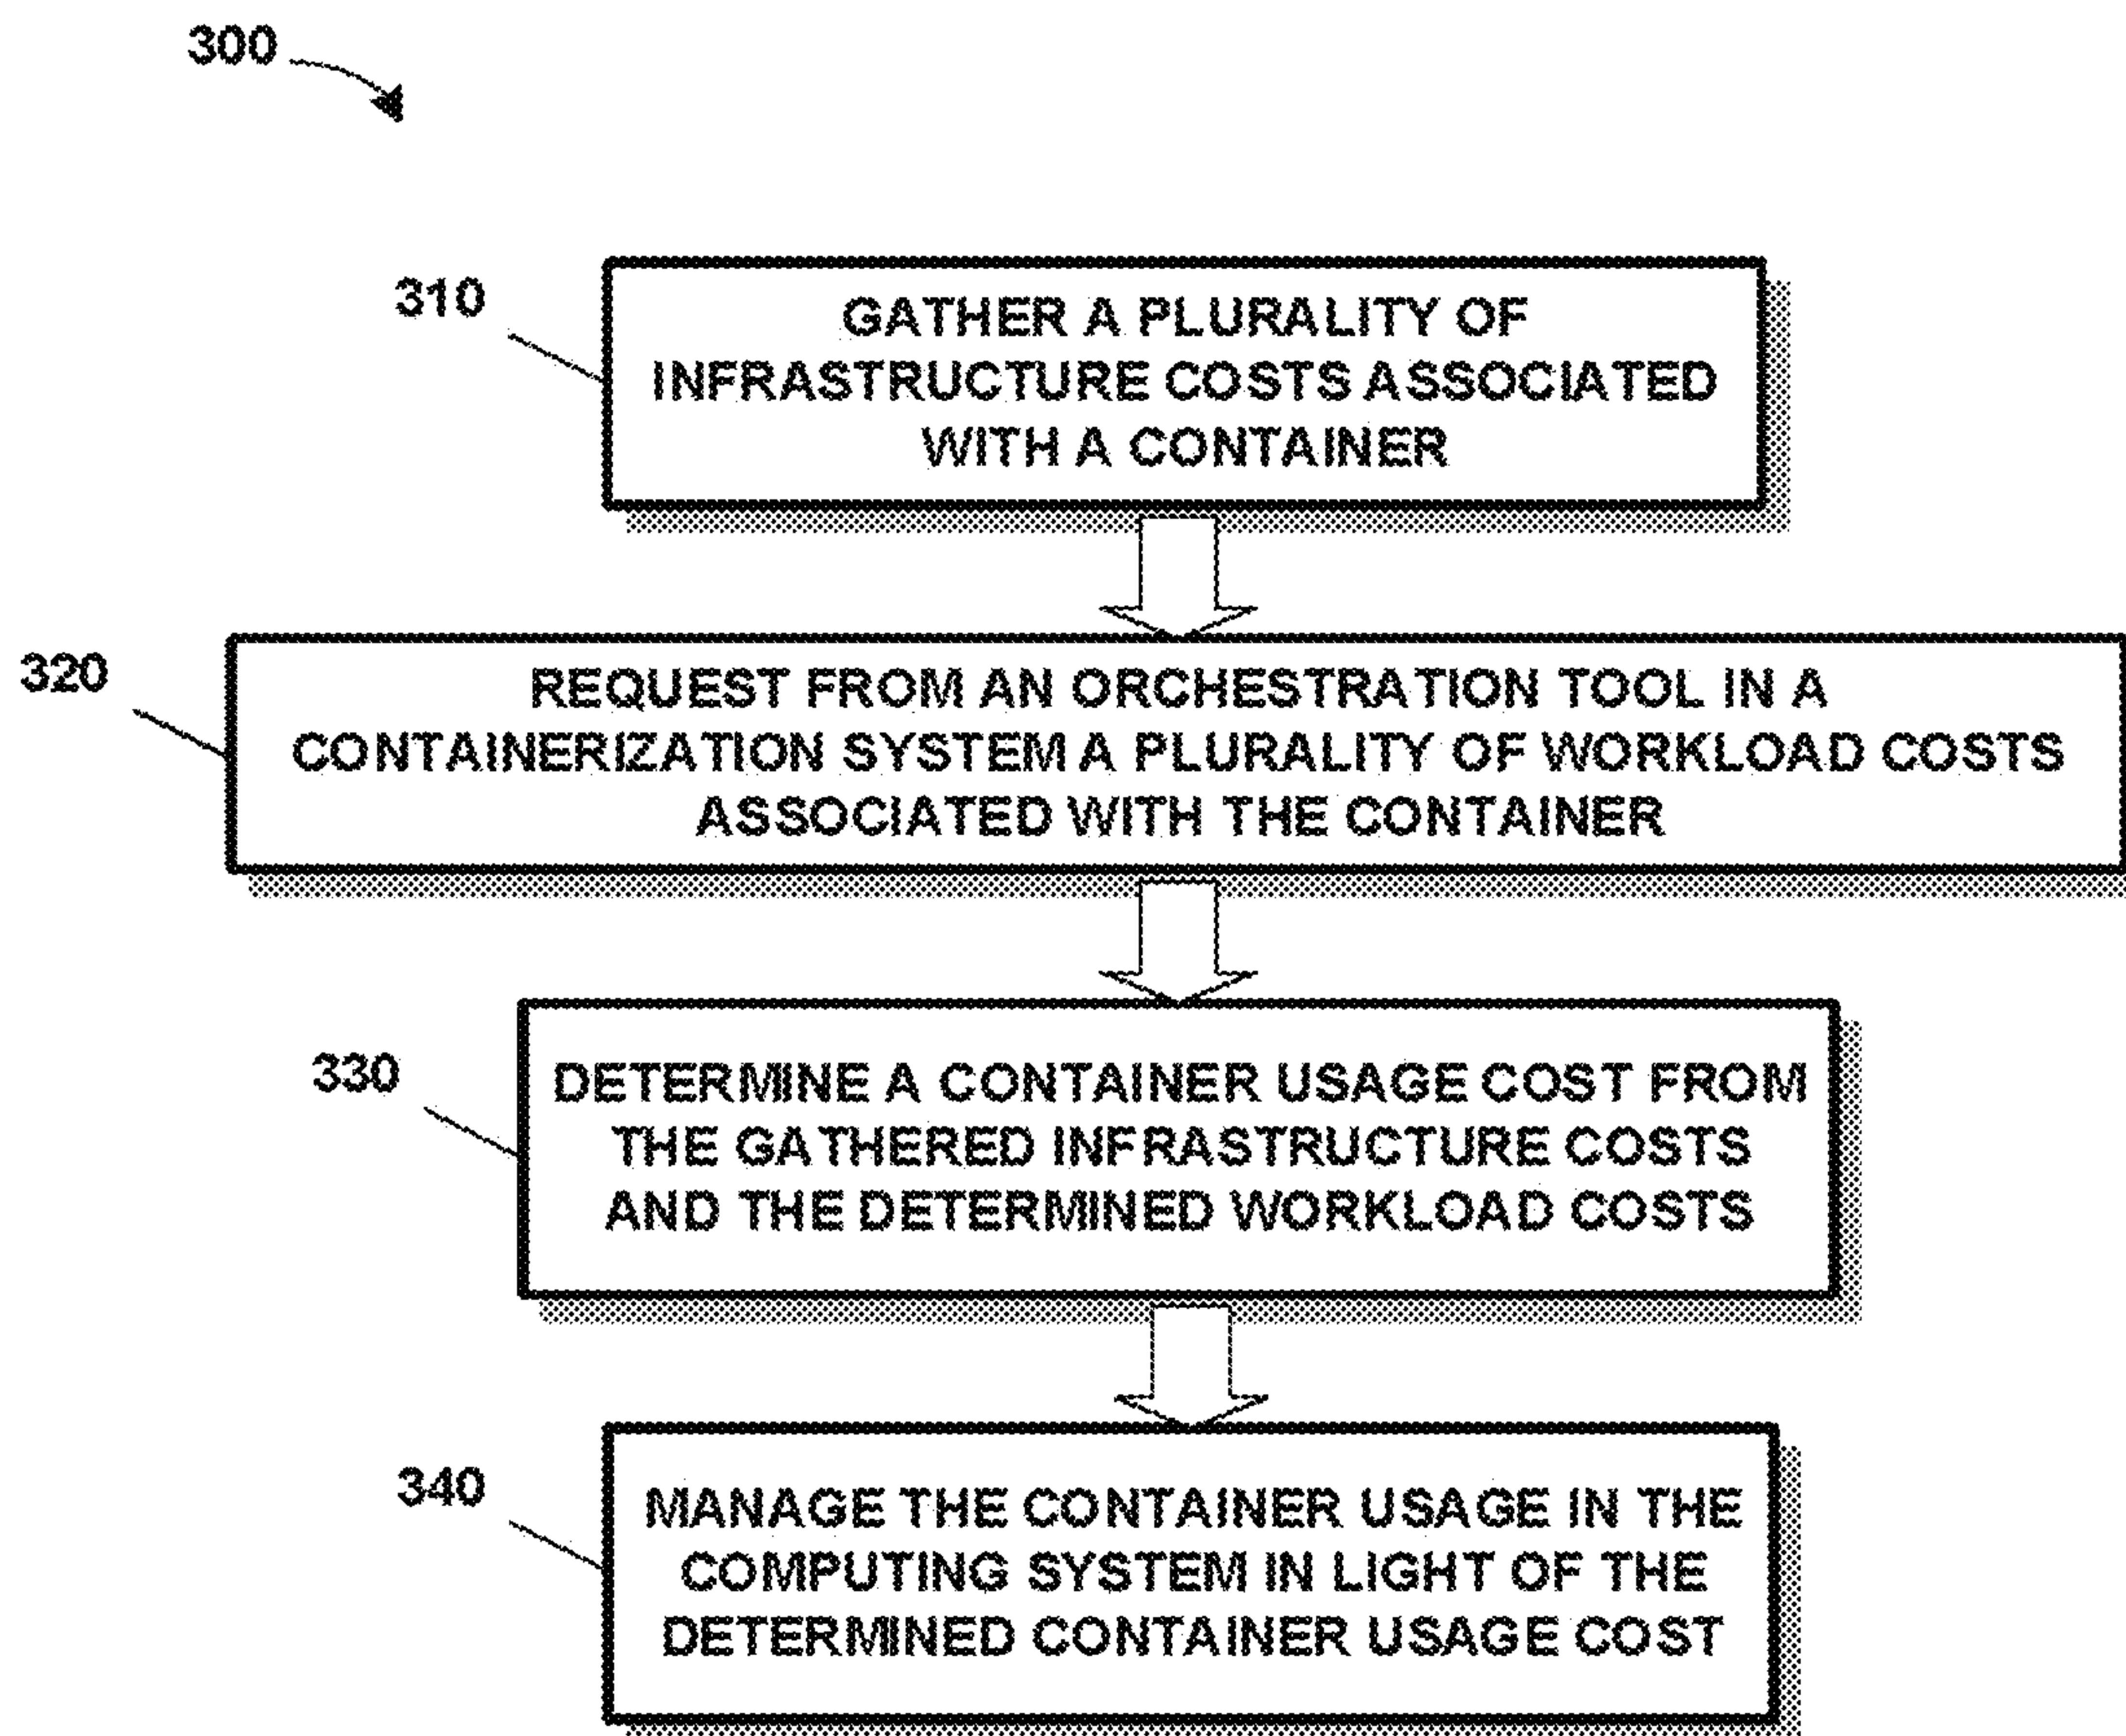 300
310
GATHER A PLURALITY OF
INFRASTRUCTURE COSTS ASSOCIATED
WITH A CONTAINER
320
REQUEST FROM AN ORCHESTRATION TOOL IN A
CONTAINERIZATION SYSTEM A PLURALITY OF WORKLOAD COSTS
ASSOCIATED WITH THE CONTAINER
330
DETERMINE A CONTAINER USAGE COST FROM
THE GATHERED INFRASTRUCTURE COSTS
AND THE DETERMINED WORKLOAD COSTS
340
MANAGE THE CONTAINER USAGE IN THE
COMPUTING SYSTEM IN LIGHT OF THE
DETERMINED CONTAINER USAGE COST